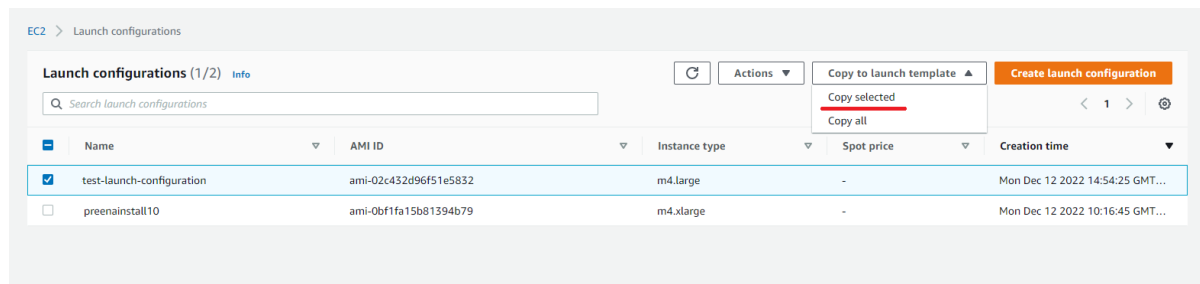 EC2 > Launch configurations
Launch configurations (1/2) Info
Actions
Copy to launch template
Create launch configuration
Search launch configurations
Copy selected
Copy all
< 1 >
Name AMI ID Instance type Spot price Creation time
test-launch-configuration ami-02c432d96f51e5832 m4.large - Mon Dec 12 2022 14:54:25 GMT...
preenainstall10 ami-0bf1fa15b81394b79 m4.xlarge - Mon Dec 12 2022 10:16:45 GMT...